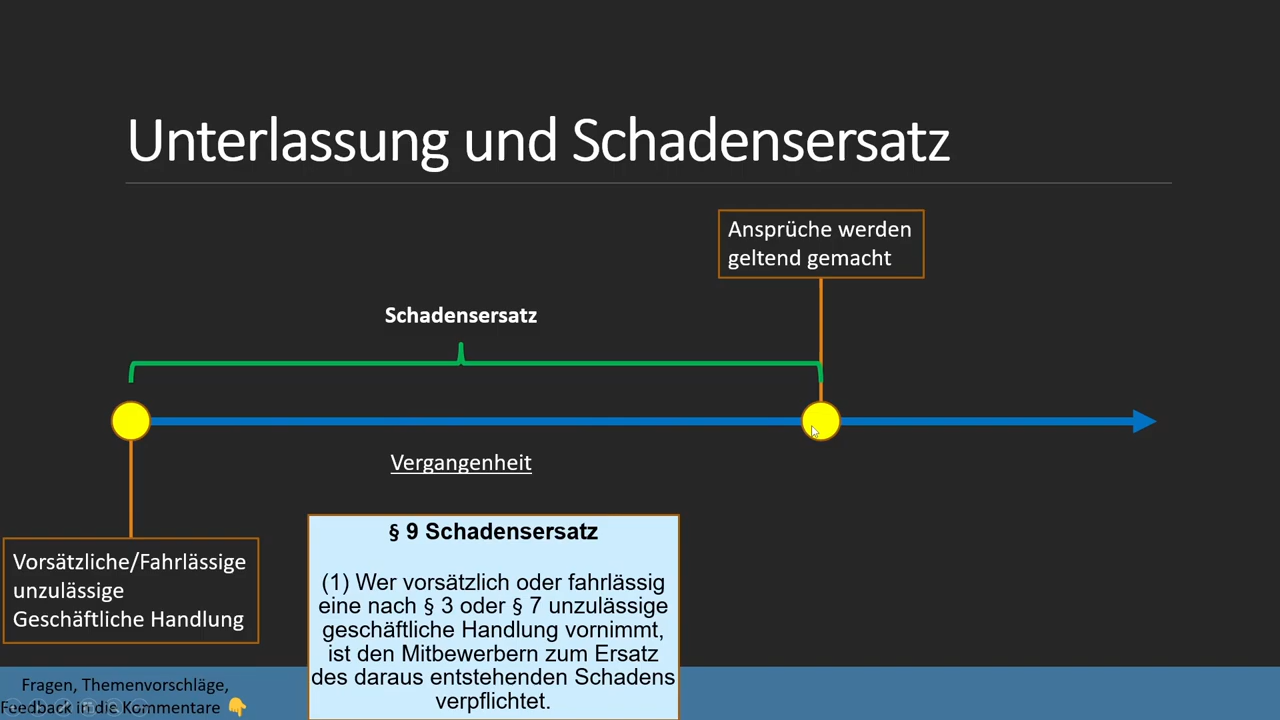 Unterlassung und Schadensersatz
Ansprüche werden
geltend gemacht
Schadensersatz
Vergangenheit
Vorsätzliche/Fahrlässige
unzulässige
Geschäftliche Handlung
§ 9 Schadensersatz
(1) Wer vorsätzlich oder fahrlässig
eine nach § 3 oder § 7 unzulässige
geschäftliche Handlung vornimmt,
ist den Mitbewerbern zum Ersatz
des daraus entstehenden Schadens
verpflichtet.
Fragen, Themenvorschläge,
Feedback in die Kommentare 👇